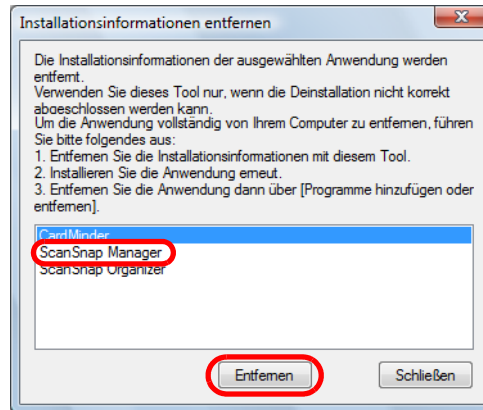 Installationsinformationen entfernen
Die Installationsinformationen der ausgewählten Anwendung werden
entfernt.
Verwenden Sie dieses Tool nur, wenn die Deinstallation nicht korrekt
abgeschlossen werden kann.
Um die Anwendung vollständig von Ihrem Computer zu entfernen, führen
Sie bitte folgendes aus:
1. Entfernen Sie die Installationsinformationen mit diesem Tool.
2. Installieren Sie die Anwendung erneut.
3. Entfernen Sie die Anwendung dann über [Programme hinzufügen oder
entfernen].
CardMinder
ScanSnap Manager
ScanSnap Organizer
Entfernen Schließen